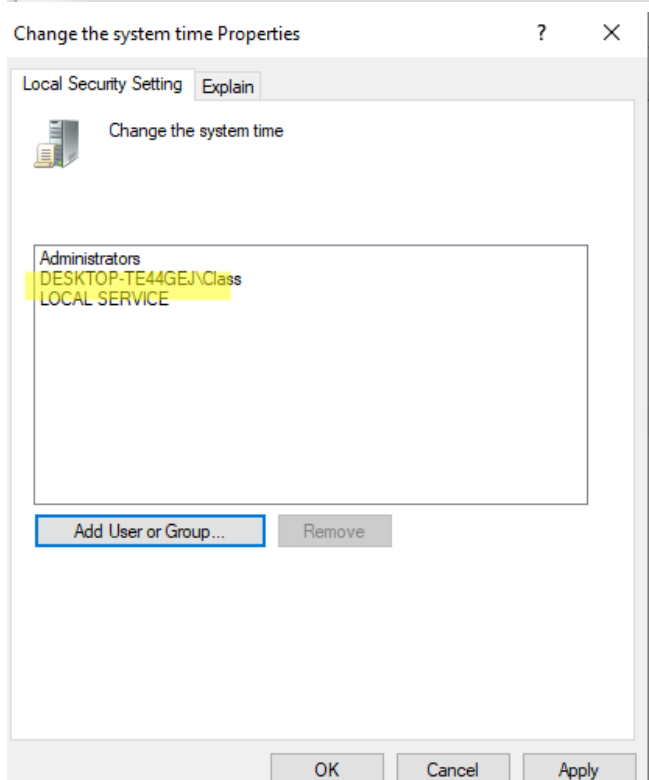 Change the system time Properties ? ×
Local Security Setting Explain
Change the system time
Administrators
DESKTOP-TE44GEJ\Class
LOCAL SERVICE
Add User or Group... Remove
OK Cancel Apply